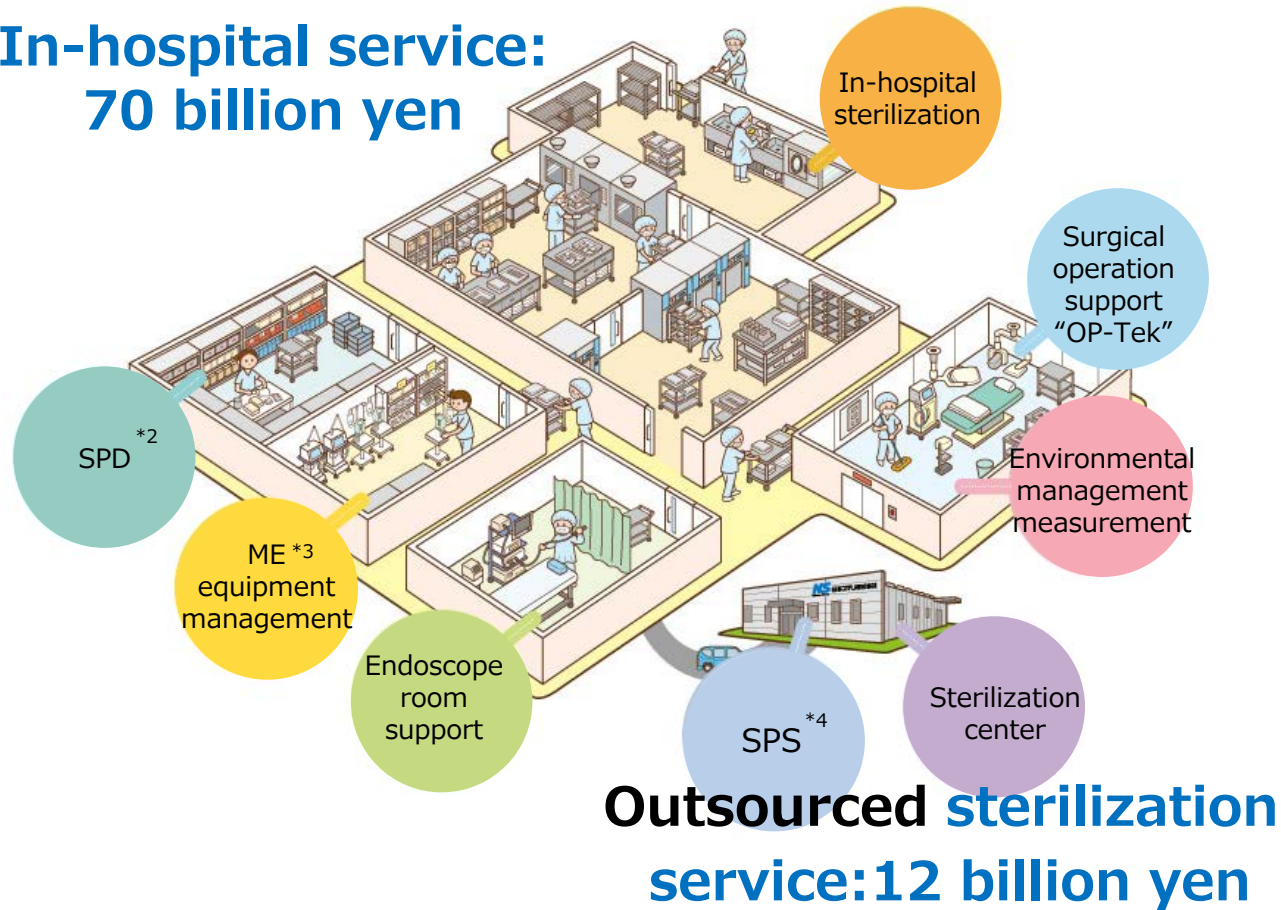 In-hospital service:
70 billion yen
In-hospital
sterilization
Surgical
operation
support
“OP-Tek”
SPD *2
Environmental
management
measurement
ME *3
equipment
management
Endoscope
room
support
NS
SPS *4
Sterilization
center
Outsourced sterilization
service:12 billion yen